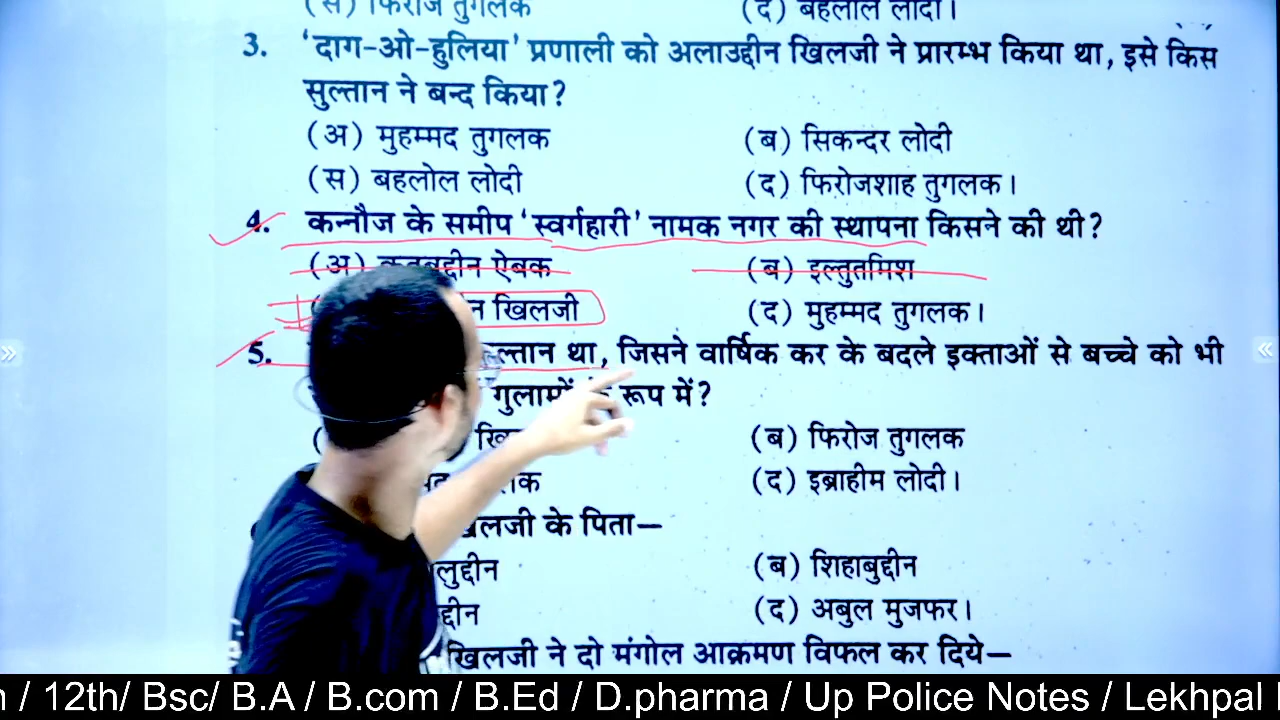 (स) फिरोज तुगलक (द) बहलोल लोदी।
3. 'दाग-ओ-हुलिया' प्रणाली को अलाउद्दीन खिलजी ने प्रारम्भ किया था, इसे किस
सुल्तान ने बन्द किया?
(अ) मुहम्मद तुगलक (ब) सिकन्दर लोदी
(स) बहलोल लोदी (द) फिरोजशाह तुगलक।
4. कन्नौज के समीप 'स्वर्गहारी' नामक नगर की स्थापना किसने की थी?
(अ) कुतुबुद्दीन ऐबक (ब) इल्तुतमिश
खिलजी (द) मुहम्मद तुगलक।
5. था, जिसने वार्षिक कर के बदले इक्ताओं से बच्चे को भी
रूप में?
(ब) फिरोज तुगलक
(द) इब्राहीम लोदी।
के पिता—
(ब) शिहाबुद्दीन
(द) अबुल मुजफर।
खिलजी ने दो मंगोल आक्रमण विफल कर दिये—
/ 12th/ Bsc/ B.A / B.com / B.Ed / D.pharma / Up Police Notes / Lekhpal